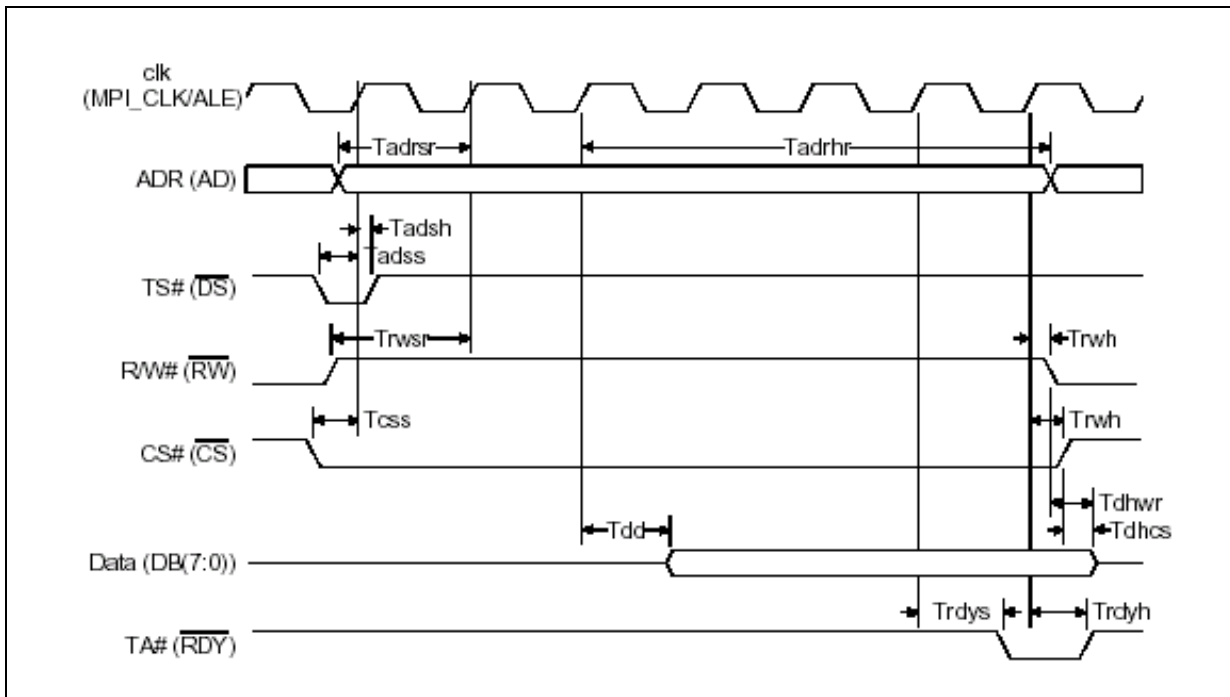 clk
(MPI_CLK/ALE)
Tadrsr
Tadrhr
ADR (AD)
Tadsh
Tadss
TS# (DS)
Trwsr
Trwh
R/W# (RW)
Tcss
Trwh
CS# (CS)
Tdhwr
Tdd
Tdhcs
Data (DB(7:0))
Trdys
Trdyh
TA# (RDY)